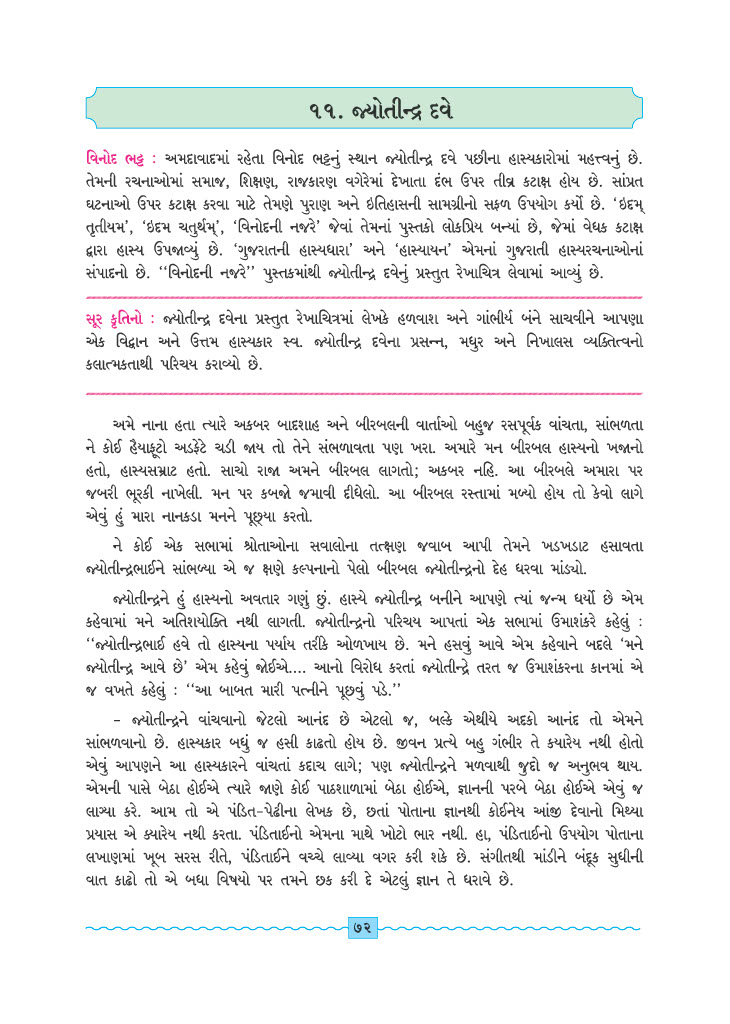 ૧૧. જ્યોતીન્દ્ર દવે
વિનોદ ભટ્ટ : અમદાવાદમાં રહેતા વિનોદ ભટ્ટનું સ્થાન જ્યોતીન્દ્ર દવે પછીના હાસ્યકારોમાં મહત્ત્વનું છે.
તેમની રચનાઓમાં સમાજ, શિક્ષણ, રાજકારણ વગેરેમાં દેખાતા દંભ ઉપર તીવ્ર કટાક્ષ હોય છે. સાંપ્રત
ઘટનાઓ ઉપર કટાક્ષ કરવા માટે તેમણે પુરાણ અને ઇતિહાસની સામગ્રીનો સફળ ઉપયોગ કર્યો છે. ‘ઇદમ્
તૃતીયમ’, ‘ઇદમ ચતુર્થમ્’, ‘વિનોદની નજરે’ જેવાં તેમનાં પુસ્તકો લોકપ્રિય બન્યાં છે, જેમાં વેધક કટાક્ષ
દ્વારા હાસ્ય ઉપજાવ્યું છે. ‘ગુજરાતની હાસ્યધારા’ અને ‘હાસ્યાયન’ એમનાં ગુજરાતી હાસ્યરચનાઓનાં
સંપાદનો છે. ‘‘વિનોદની નજરે’’ પુસ્તકમાંથી જ્યોતીન્દ્ર દવેનું પ્રસ્તુત રેખાચિત્ર લેવામાં આવ્યું છે.
સૂર કૃતિનો : જ્યોતીન્દ્ર દવેના પ્રસ્તુત રેખાચિત્રમાં લેખકે હળવાશ અને ગાંભીર્ય બંને સાચવીને આપણા
એક વિદ્વાન અને ઉત્તમ હાસ્યકાર સ્વ. જ્યોતીન્દ્ર દવેના પ્રસન્ન, મધુર અને નિખાલસ વ્યક્તિત્વનો
કલાત્મકતાથી પરિચય કરાવ્યો છે.
અમે નાના હતા ત્યારે અકબર બાદશાહ અને બીરબલની વાર્તાઓ બહુજ રસપૂર્વક વાંચતા, સાંભળતા
ને કોઈ હૈયાફૂટો અડફેટે ચડી જાય તો તેને સંભળાવતા પણ ખરા. અમારે મન બીરબલ હાસ્યનો ખજાનો
હતો, હાસ્યસમ્રાટ હતો. સાચો રાજા અમને બીરબલ લાગતો; અકબર નહિ. આ બીરબલે અમારા પર
જબરી ભૂરકી નાખેલી. મન પર કબજો જમાવી દીધેલો. આ બીરબલ રસ્તામાં મળ્યો હોય તો કેવો લાગે
એવું હું મારા નાનકડા મનને પૂછ્યા કરતો.
ને કોઈ એક સભામાં શ્રોતાઓના સવાલોના તત્ક્ષણ જવાબ આપી તેમને ખડખડાટ હસાવતા
જ્યોતીન્દ્રભાઈને સાંભળ્યા એ જ ક્ષણે કલ્પનાનો પેલો બીરબલ જ્યોતીન્દ્રનો દેહ ધરવા માંડ્યો.
જ્યોતીન્દ્રને હું હાસ્યનો અવતાર ગણું છું. હાસ્યે જ્યોતીન્દ્ર બનીને આપણે ત્યાં જન્મ ધર્યો છે એમ
કહેવામાં મને અતિશયોક્તિ નથી લાગતી. જ્યોતીન્દ્રનો પરિચય આપતાં એક સભામાં ઉમાશંકરે કહેલું :
‘‘જ્યોતીન્દ્રભાઈ હવે તો હાસ્યના પર્યાય તરીકે ઓળખાય છે. મને હસવું આવે એમ કહેવાને બદલે ‘મને
જ્યોતીન્દ્ર આવે છે’ એમ કહેવું જોઈએ.... આનો વિરોધ કરતાં જ્યોતીન્દ્રે તરત જ ઉમાશંકરના કાનમાં એ
જ વખતે કહેલું : ‘‘આ બાબત મારી પત્નીને પૂછવું પડે.’’
– જ્યોતીન્દ્રને વાંચવાનો જેટલો આનંદ છે એટલો જ, બલ્કે એથીયે અદકો આનંદ તો એમને
સાંભળવાનો છે. હાસ્યકાર બધું જ હસી કાઢતો હોય છે. જીવન પ્રત્યે બહુ ગંભીર તે કયારેય નથી હોતો
એવું આપણને આ હાસ્યકારને વાંચતાં કદાચ લાગે; પણ જ્યોતીન્દ્રને મળવાથી જુદો જ અનુભવ થાય.
એમની પાસે બેઠા હોઈએ ત્યારે જાણે કોઈ પાઠશાળામાં બેઠા હોઈએ, જ્ઞાનની પરબે બેઠા હોઈએ એવું જ
લાગ્યા કરે. આમ તો એ પંડિત-પેઢીના લેખક છે, છતાં પોતાના જ્ઞાનથી કોઈનેય આંજી દેવાનો મિથ્યા
પ્રયાસ એ ક્યારેય નથી કરતા. પંડિતાઈનો એમના માથે ખોટો ભાર નથી. હા, પંડિતાઈનો ઉપયોગ પોતાના
લખાણમાં ખૂબ સરસ રીતે, પંડિતાઈને વચ્ચે લાવ્યા વગર કરી શકે છે. સંગીતથી માંડીને બંદૂક સુધીની
વાત કાઢો તો એ બધા વિષયો પર તમને છક કરી દે એટલું જ્ઞાન તે ધરાવે છે.
૭૨